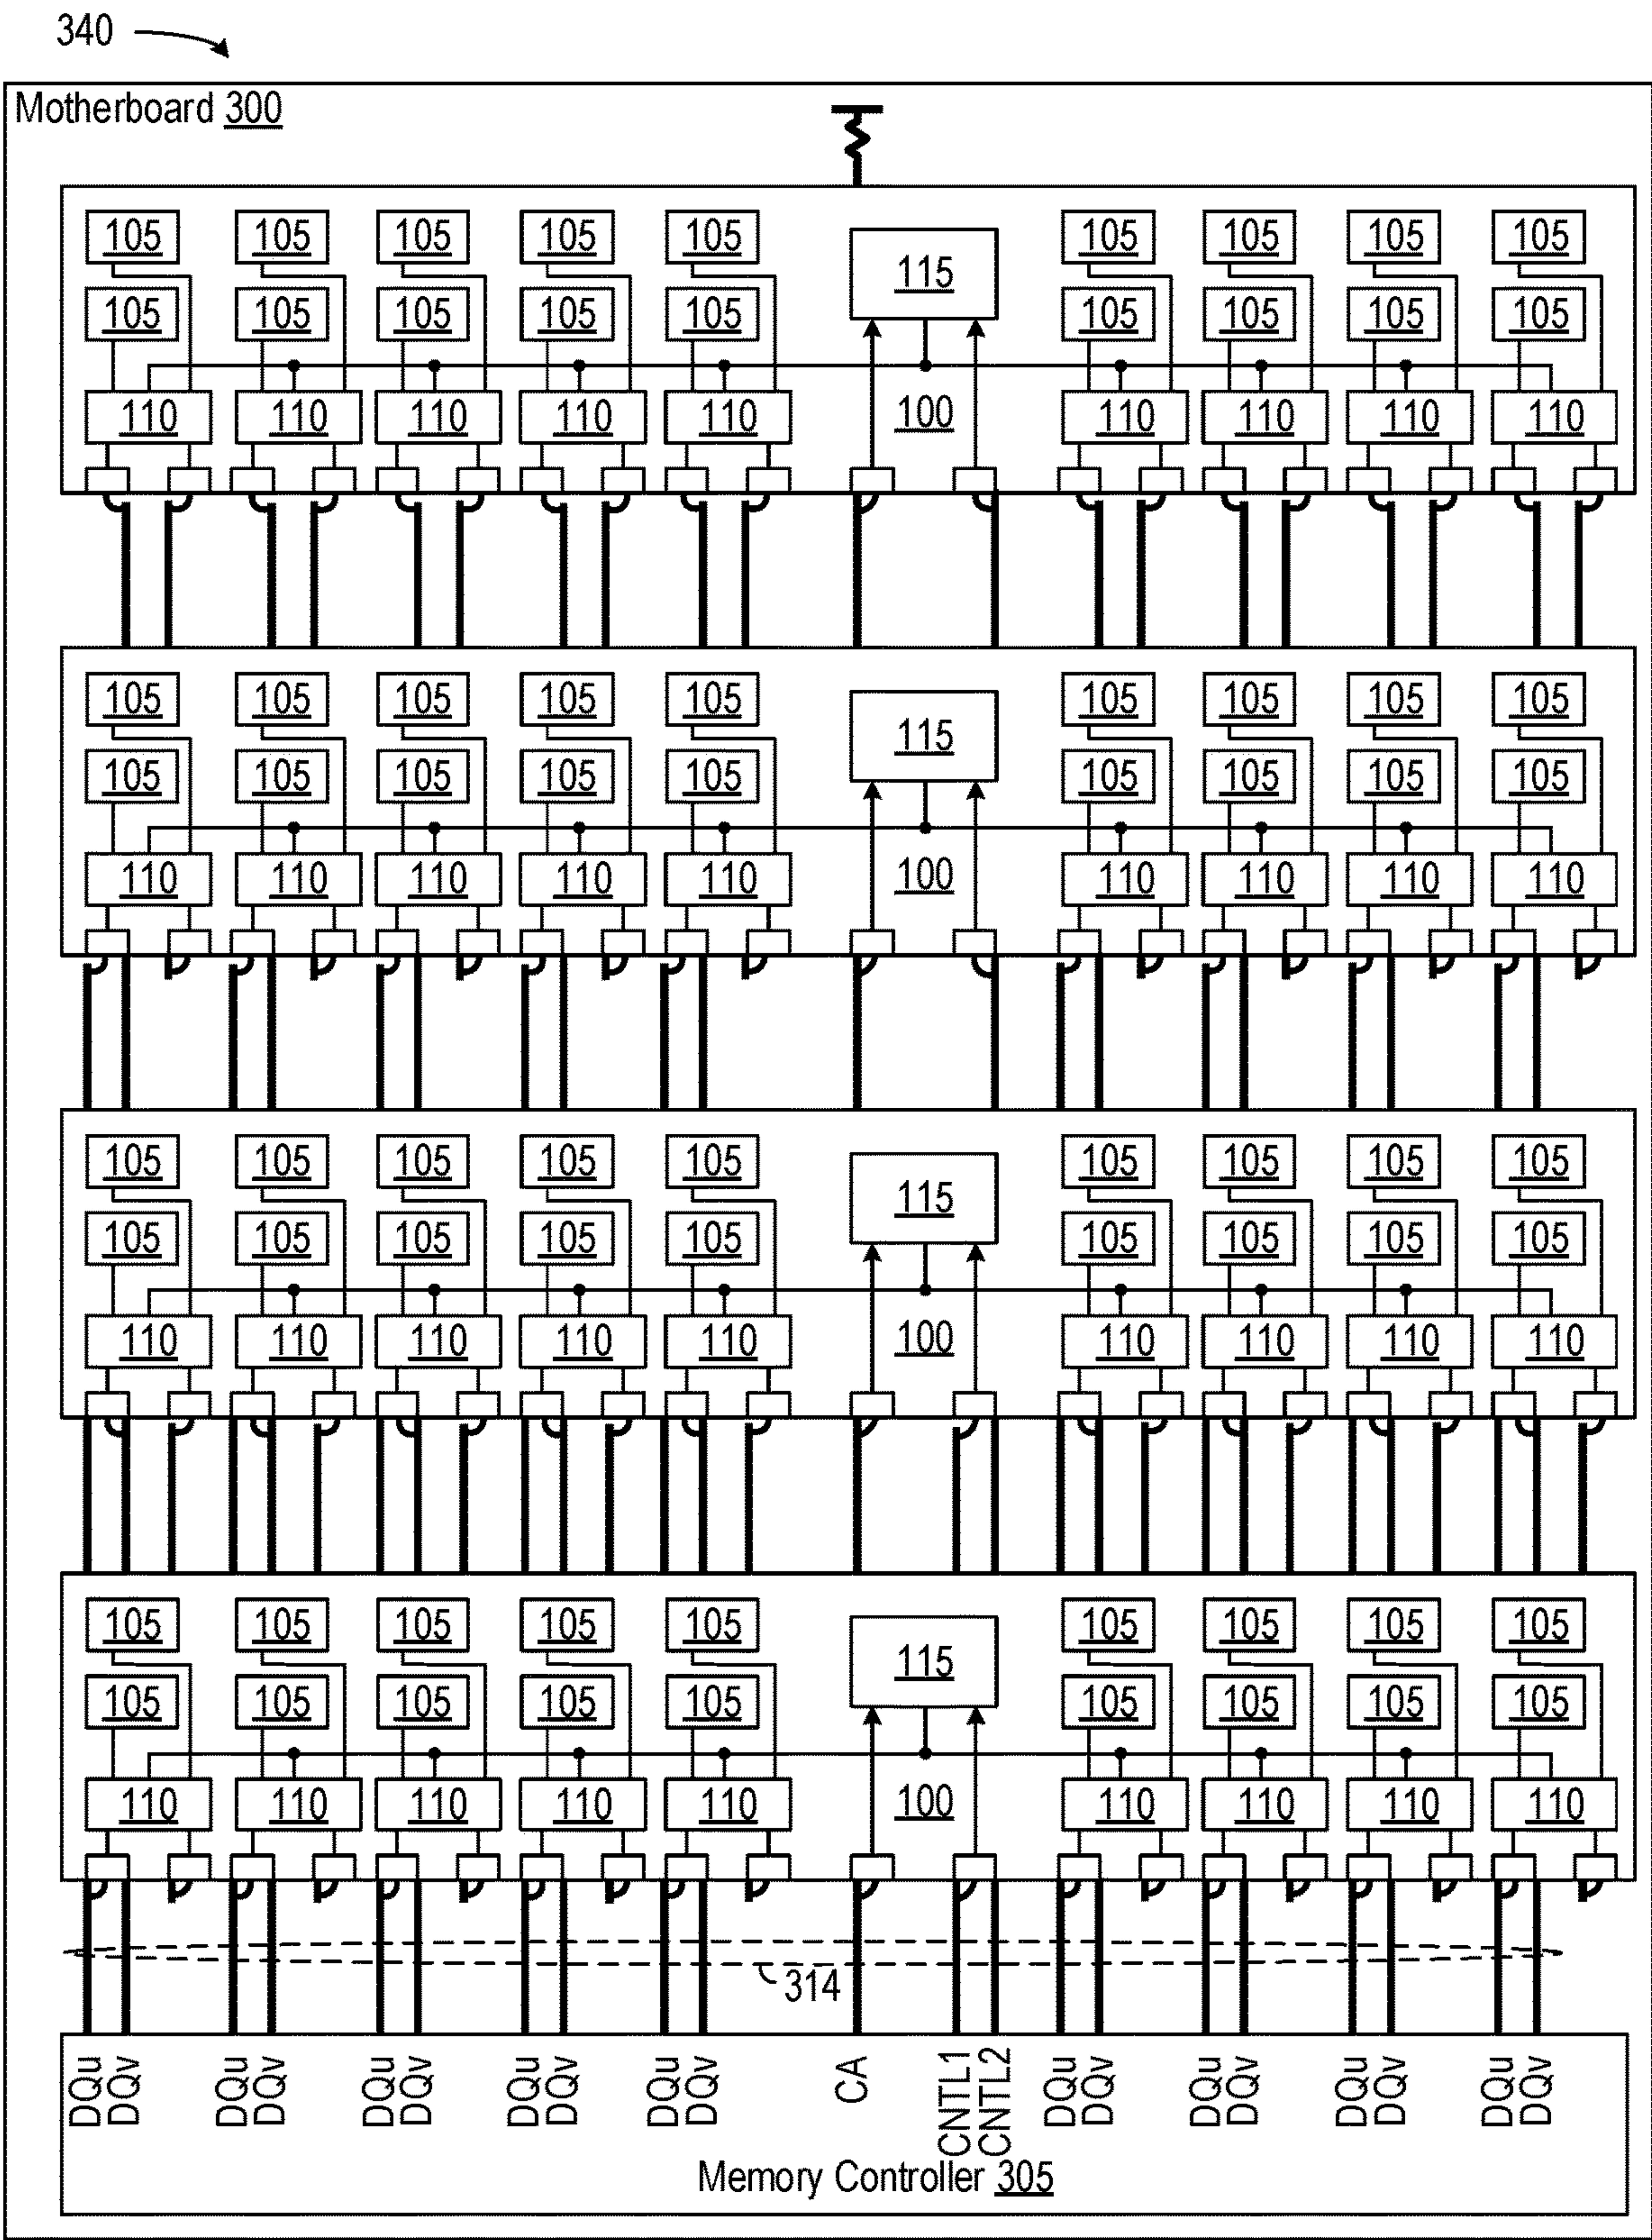 340
Motherboard 300
105 105 105 105 105 105 105 105 105
115
105 105 105 105 105 105 105 105 105
110 110 110 110 110 100 110 110 110 110
105 105 105 105 105 105 105 105 105
115
105 105 105 105 105 105 105 105 105
110 110 110 110 110 100 110 110 110 110
105 105 105 105 105 105 105 105 105
115
105 105 105 105 105 105 105 105 105
110 110 110 110 110 100 110 110 110 110
105 105 105 105 105 105 105 105 105
115
105 105 105 105 105 105 105 105 105
110 110 110 110 110 100 110 110 110 110
314
DQu DQv DQu DQv DQu DQv DQu DQv DQu DQv CA CNTL1 CNTL2 DQu DQv DQu DQv DQu DQv DQu DQv
Memory Controller 305